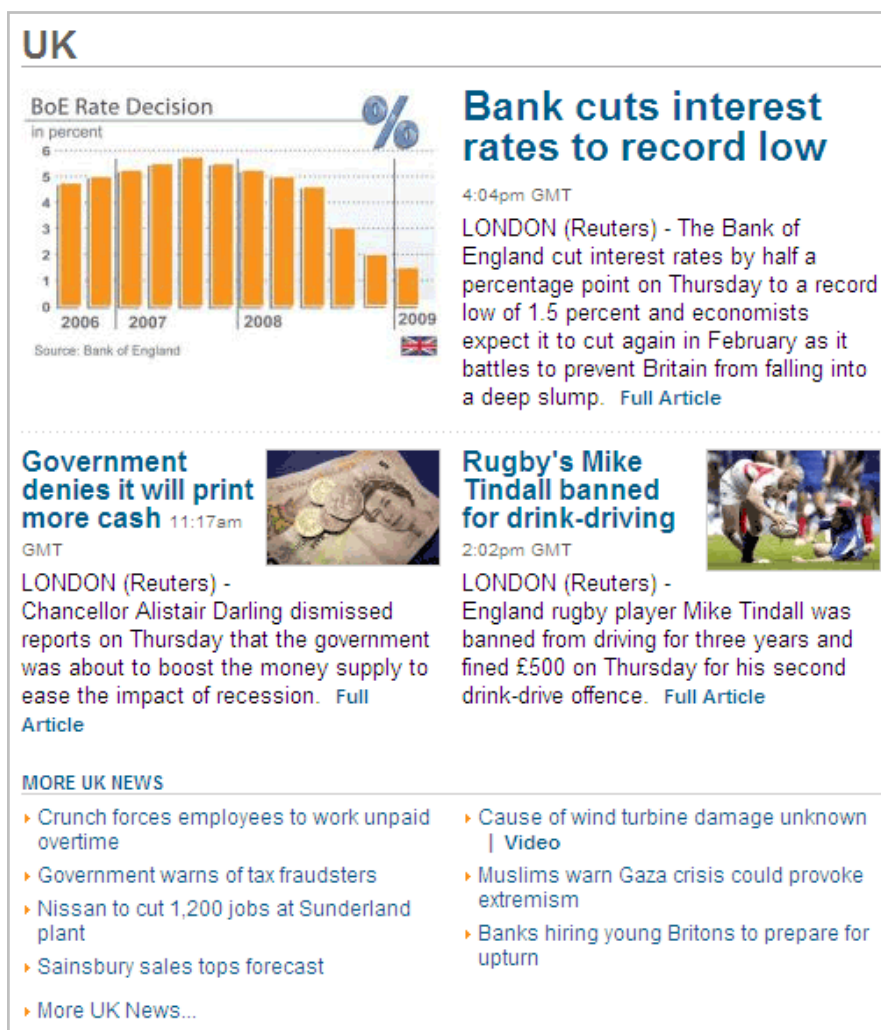 UK
BoE Rate Decision
in percent
6
5
4
3
2
1
0
2006
2007
2008
2009
Source: Bank of England
Bank cuts interest
rates to record low
4:04pm GMT
LONDON (Reuters) - The Bank of
England cut interest rates by half a
percentage point on Thursday to a record
low of 1.5 percent and economists
expect it to cut again in February as it
battles to prevent Britain from falling into
a deep slump. Full Article
Government
denies it will print
more cash 11:17am
GMT
LONDON (Reuters) -
Chancellor Alistair Darling dismissed
reports on Thursday that the government
was about to boost the money supply to
ease the impact of recession. Full
Article
Rugby's Mike
Tindall banned
for drink-driving
2:02pm GMT
LONDON (Reuters) -
England rugby player Mike Tindall was
banned from driving for three years and
fined £500 on Thursday for his second
drink-drive offence. Full Article
MORE UK NEWS
Crunch forces employees to work unpaid
overtime
Government warns of tax fraudsters
Nissan to cut 1,200 jobs at Sunderland
plant
Sainsbury sales tops forecast
More UK News...
Cause of wind turbine damage unknown
| Video
Muslims warn Gaza crisis could provoke
extremism
Banks hiring young Britons to prepare for
upturn